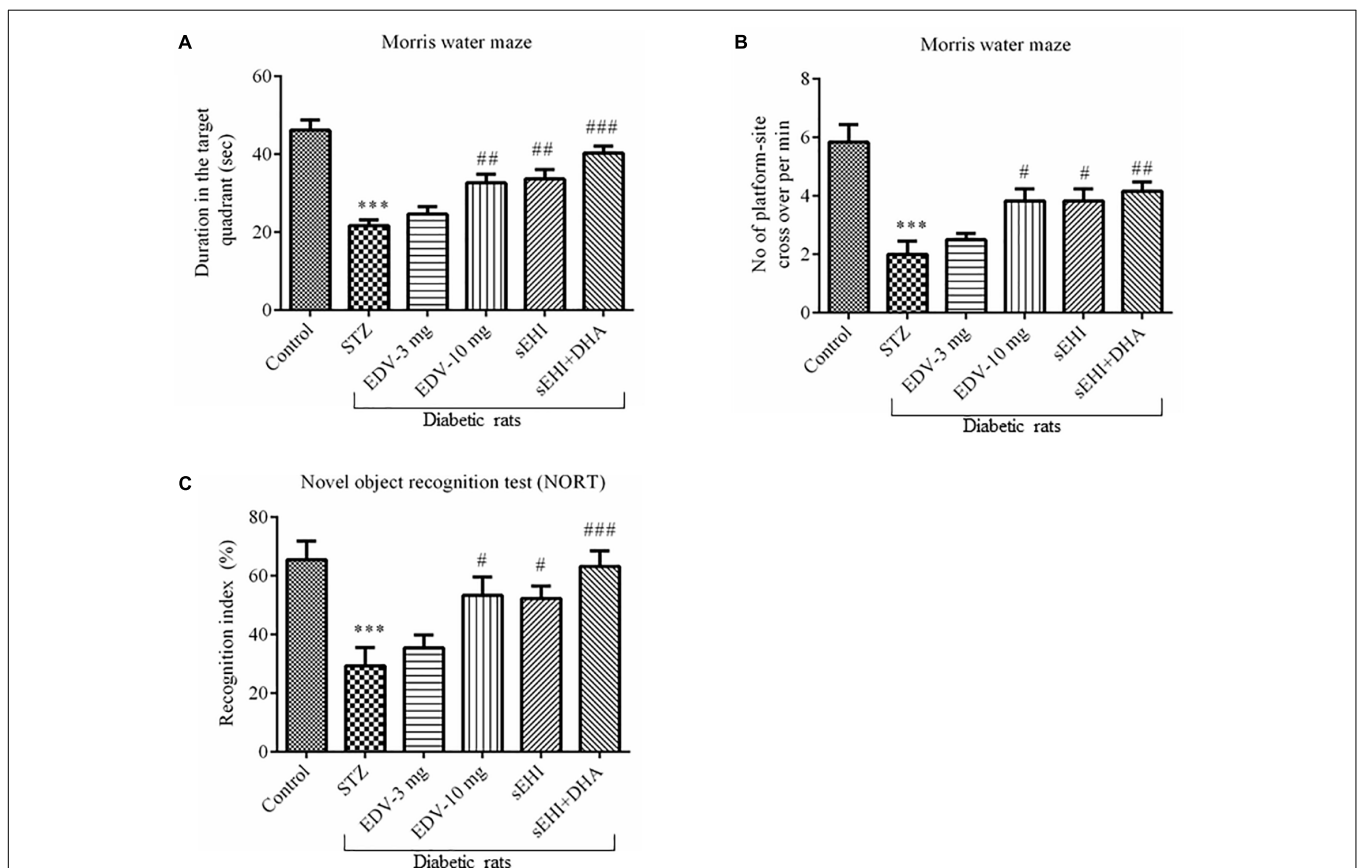 A
Morris water maze
Duration in the target
quadrant (sec)
60
40
20
0
***
##
##
###
Control
STZ
EDV-3 mg
EDV-10 mg
sEHI
sEHI+DHA
Diabetic rats
B
Morris water maze
No of platform-site
cross over per min
8
6
4
2
0
***
#
#
##
Control
STZ
EDV-3 mg
EDV-10 mg
sEHI
sEHI+DHA
Diabetic rats
C
Novel object recognition test (NORT)
Recognition index (%)
80
60
40
20
0
***
#
#
###
Control
STZ
EDV-3 mg
EDV-10 mg
sEHI
sEHI+DHA
Diabetic rats